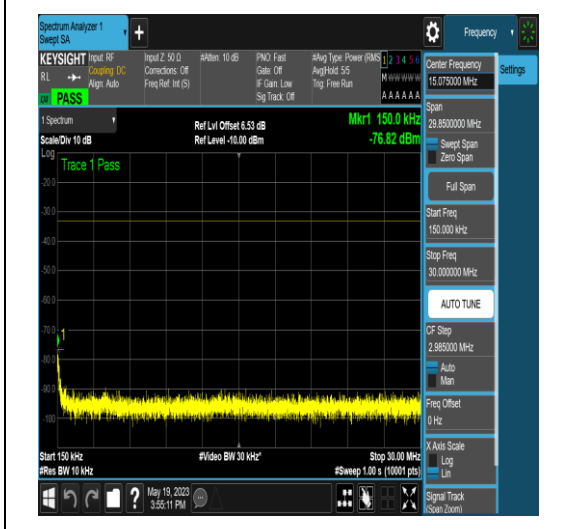 Spectrum Analyzer 1
Swept SA
+
Frequency
KEYSIGHT
RL
PASS
Input: RF
Coupling: DC
Align: Auto
Input Z: 50 Ω
Corrections: Off
Freq Ref: Int (S)
#Atten: 10 dB
PNO: Fast
Gate: Off
IF Gain: Low
Sig Track: Off
#Avg Type: Power (RMS
Avg|Hold: 5/5
Trig: Free Run
1 2 3 4 5 6
M W W W W W
A A A A A A
1 Spectrum
Scale/Div 10 dB
Log
Ref Lvl Offset 6.53 dB
Ref Level -10.00 dBm
Mkr1 150.0 kHz
-76.82 dBm
Trace 1 Pass
-20.0
-30.0
-40.0
-50.0
-60.0
-70.0
1
-80.0
-90.0
-100
Start 150 kHz
#Res BW 10 kHz
#Video BW 30 kHz*
Stop 30.00 MHz
#Sweep 1.00 s (10001 pts)
?
May 19, 2023
3:55:11 PM
Center Frequency
15.075000 MHz
Settings
Span
29.8500000 MHz
Swept Span
Zero Span
Full Span
Start Freq
150.000 kHz
Stop Freq
30.000000 MHz
AUTO TUNE
CF Step
2.985000 MHz
Auto
Man
Freq Offset
0 Hz
X Axis Scale
Log
Lin
Signal Track
(Span Zoom)